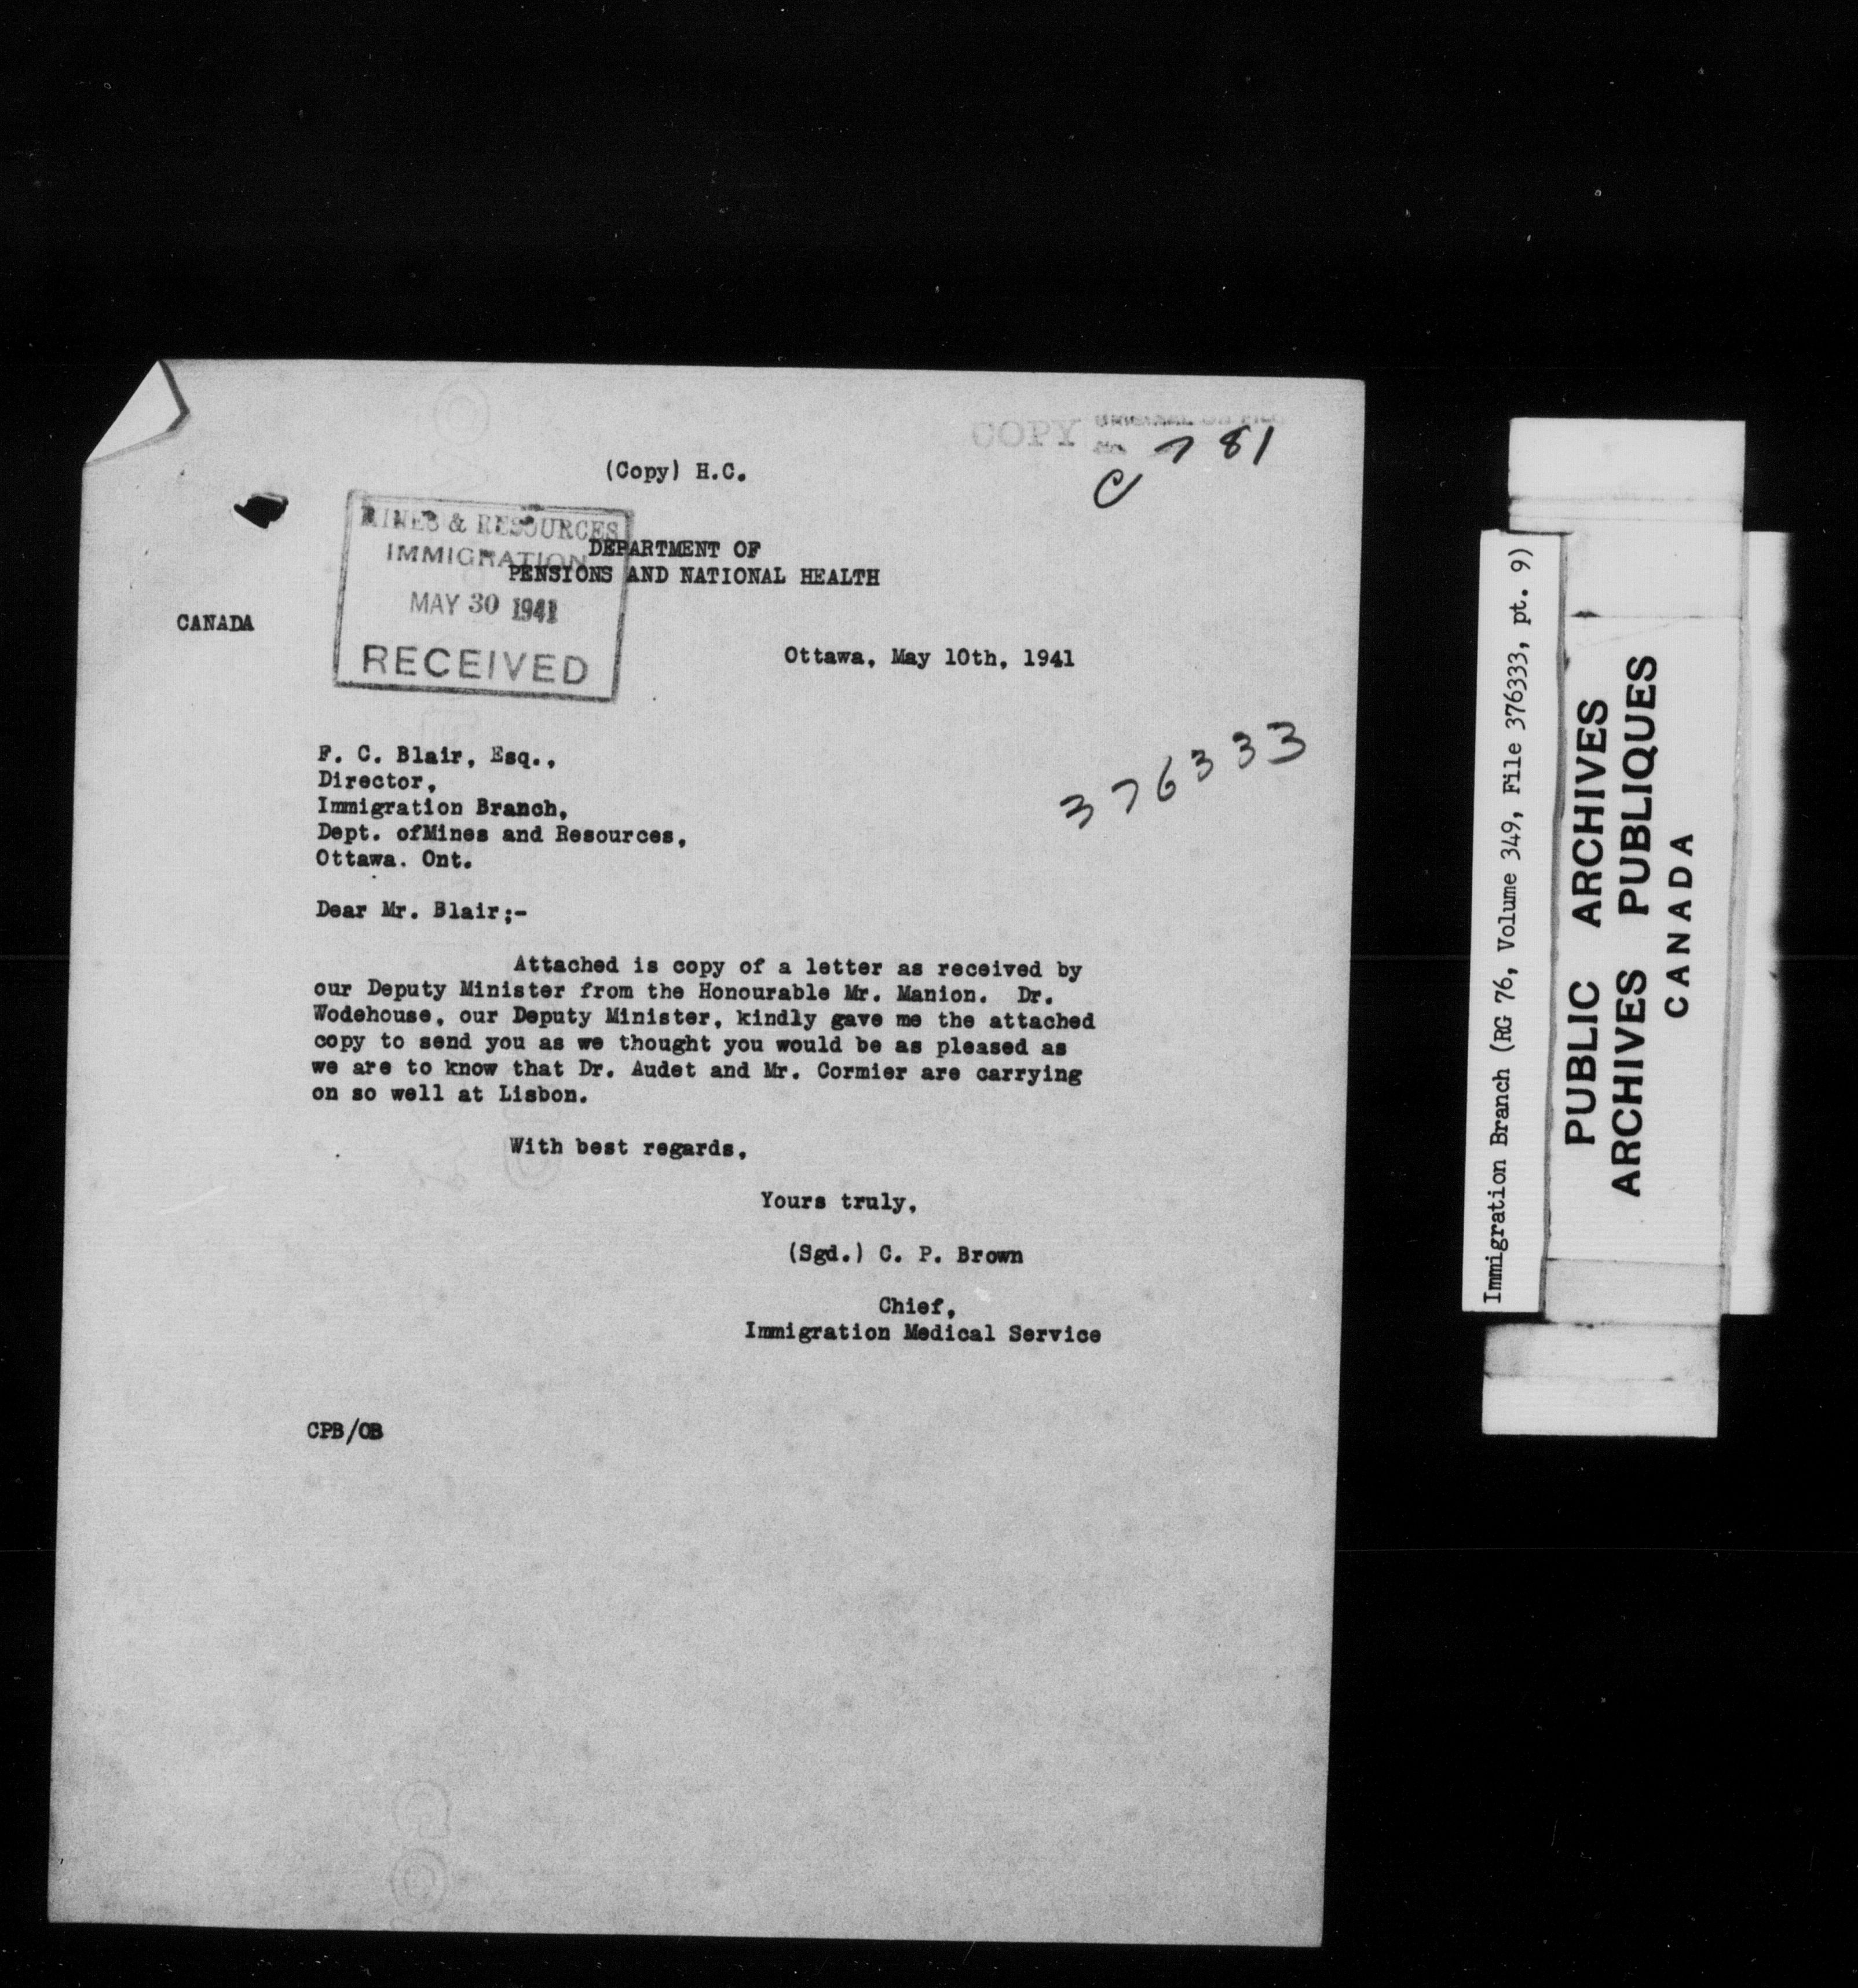 COPY
C 781
(Copy) H.C.
MINES & RESOURCES
IMMIGRATION
MAY 30 1941
RECEIVED
DEPARTMENT OF
PENSIONS AND NATIONAL HEALTH
CANADA
Ottawa, May 10th, 1941
376333
F. C. Blair, Esq.,
Director,
Immigration Branch,
Dept. ofMines and Resources,
Ottawa. Ont.
Dear Mr. Blair;-
Attached is copy of a letter as received by
our Deputy Minister from the Honourable Mr. Manion. Dr.
Wodehouse, our Deputy Minister, kindly gave me the attached
copy to send you as we thought you would be as pleased as
we are to know that Dr. Audet and Mr. Cormier are carrying
on so well at Lisbon.
With best regards,
Yours truly,
(Sgd.) C. P. Brown
Chief,
Immigration Medical Service
CPB/OB
Immigration Branch (RG 76, Volume 349, File 376333, pt. 9)
PUBLIC ARCHIVES
ARCHIVES PUBLIQUES
CANADA